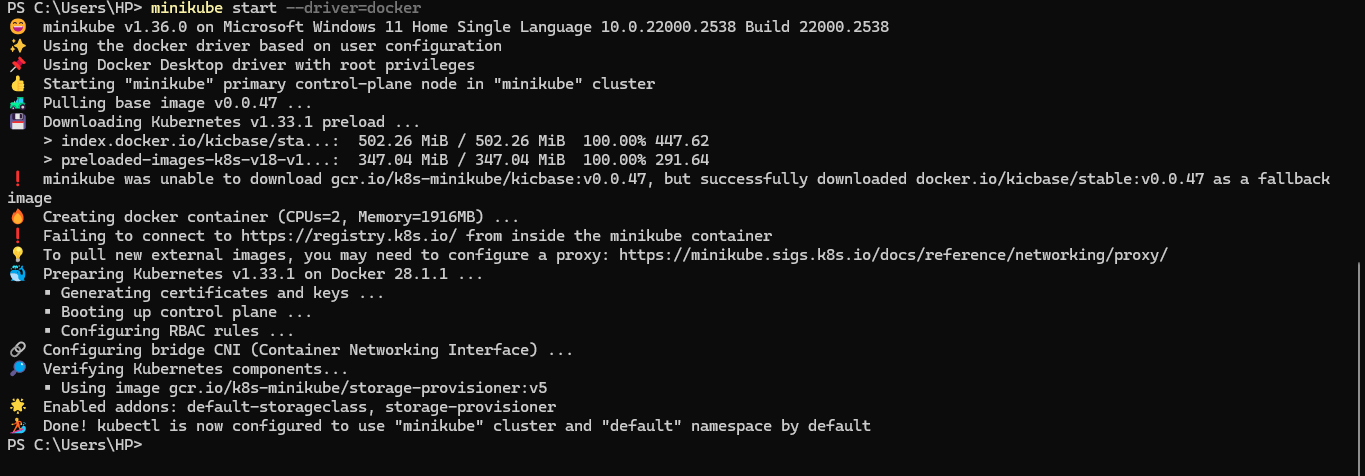 PS C:\Users\HP> minikube start --driver=docker
😄 minikube v1.36.0 on Microsoft Windows 11 Home Single Language 10.0.22000.2538 Build 22000.2538
✨ Using the docker driver based on user configuration
📌 Using Docker Desktop driver with root privileges
👍 Starting "minikube" primary control-plane node in "minikube" cluster
🚜 Pulling base image v0.0.47 ...
💾 Downloading Kubernetes v1.33.1 preload ...
> index.docker.io/kicbase/sta...:  502.26 MiB / 502.26 MiB  100.00% 447.62
> preloaded-images-k8s-v18-v1...:  347.04 MiB / 347.04 MiB  100.00% 291.64
❗ minikube was unable to download gcr.io/k8s-minikube/kicbase:v0.0.47, but successfully downloaded docker.io/kicbase/stable:v0.0.47 as a fallback
image
🔥 Creating docker container (CPUs=2, Memory=1916MB) ...
❗ Failing to connect to https://registry.k8s.io/ from inside the minikube container
💡 To pull new external images, you may need to configure a proxy: https://minikube.sigs.k8s.io/docs/reference/networking/proxy/
🐳 Preparing Kubernetes v1.33.1 on Docker 28.1.1 ...
▪ Generating certificates and keys ...
▪ Booting up control plane ...
▪ Configuring RBAC rules ...
🔗 Configuring bridge CNI (Container Networking Interface) ...
🔎 Verifying Kubernetes components...
▪ Using image gcr.io/k8s-minikube/storage-provisioner:v5
🌟 Enabled addons: default-storageclass, storage-provisioner
🏄 Done! kubectl is now configured to use "minikube" cluster and "default" namespace by default
PS C:\Users\HP>